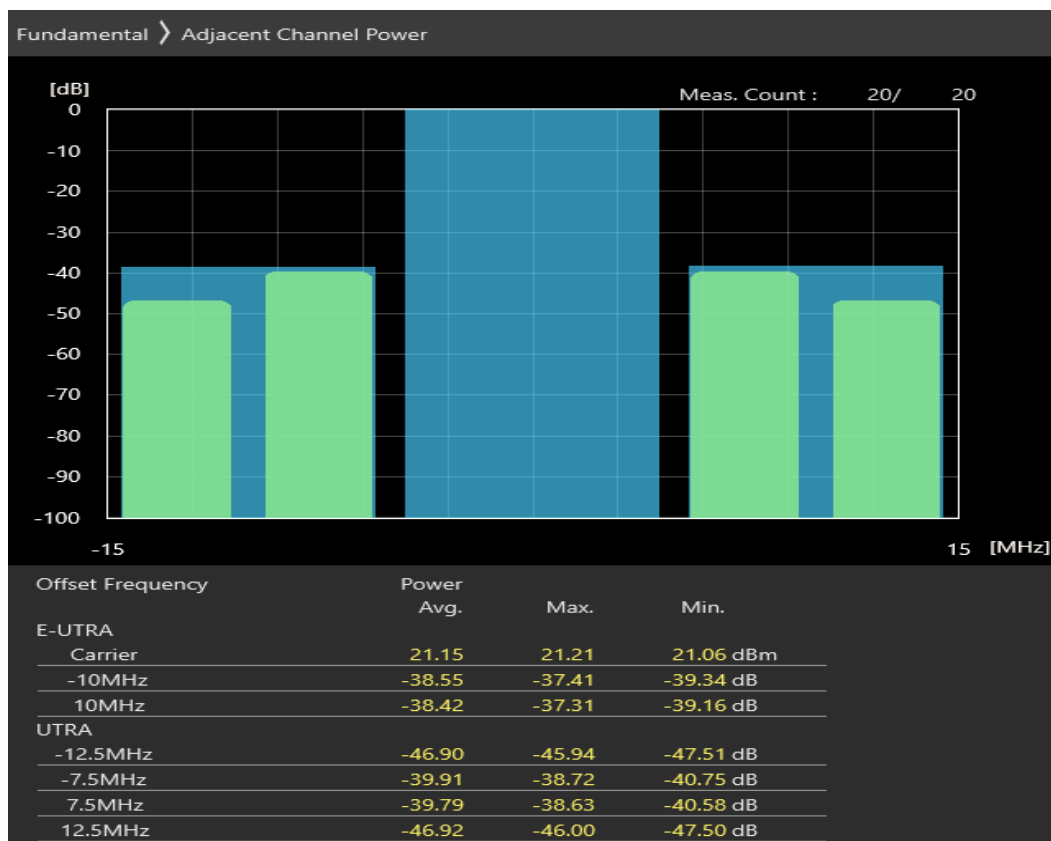 Fundamental 〉 Adjacent Channel Power
[dB]
Meas. Count : 20/ 20
0
-10
-20
-30
-40
-50
-60
-70
-80
-90
-100
-15 15 [MHz]
Offset Frequency Power
Avg. Max. Min.
E-UTRA
Carrier 21.15 21.21 21.06 dBm
-10MHz -38.55 -37.41 -39.34 dB
10MHz -38.42 -37.31 -39.16 dB
UTRA
-12.5MHz -46.90 -45.94 -47.51 dB
-7.5MHz -39.91 -38.72 -40.75 dB
7.5MHz -39.79 -38.63 -40.58 dB
12.5MHz -46.92 -46.00 -47.50 dB